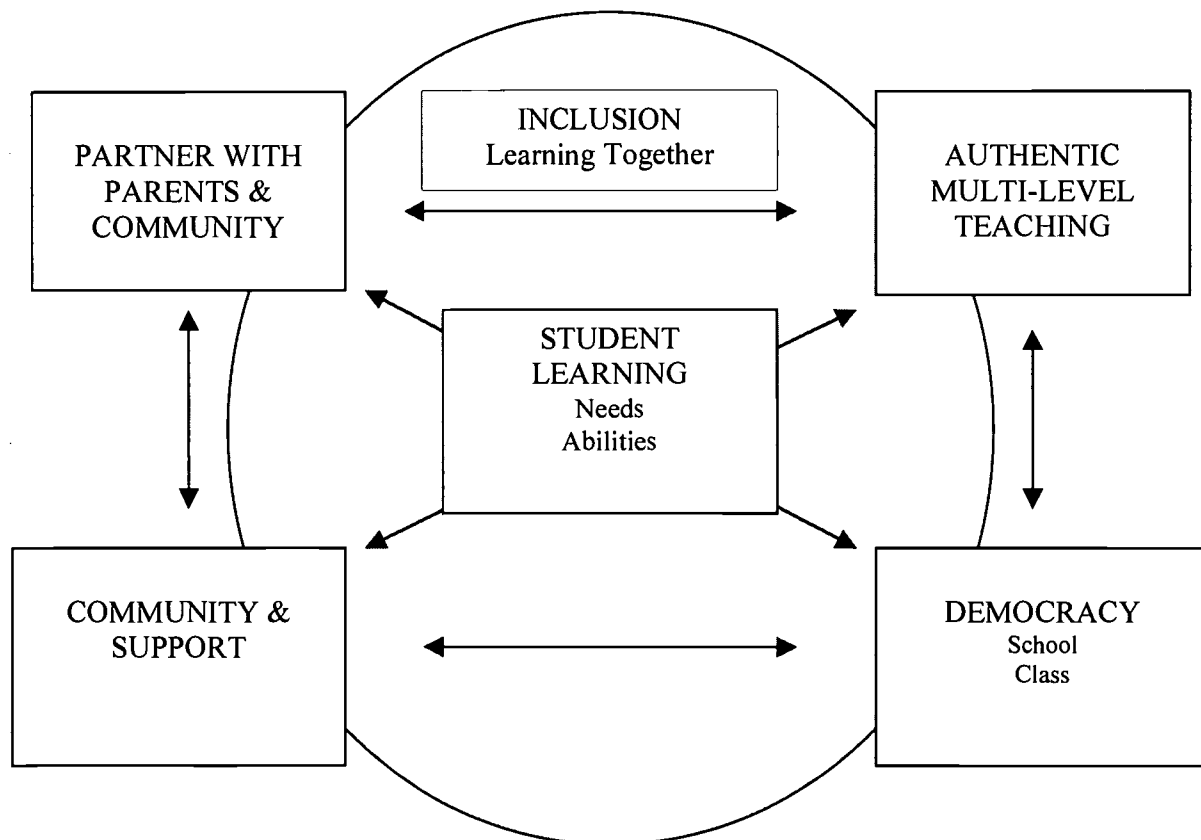 PARTNER WITH
PARENTS &
COMMUNITY
INCLUSION
Learning Together
AUTHENTIC
MULTI-LEVEL
TEACHING
STUDENT
LEARNING
Needs
Abilities
COMMUNITY &
SUPPORT
DEMOCRACY
School
Class